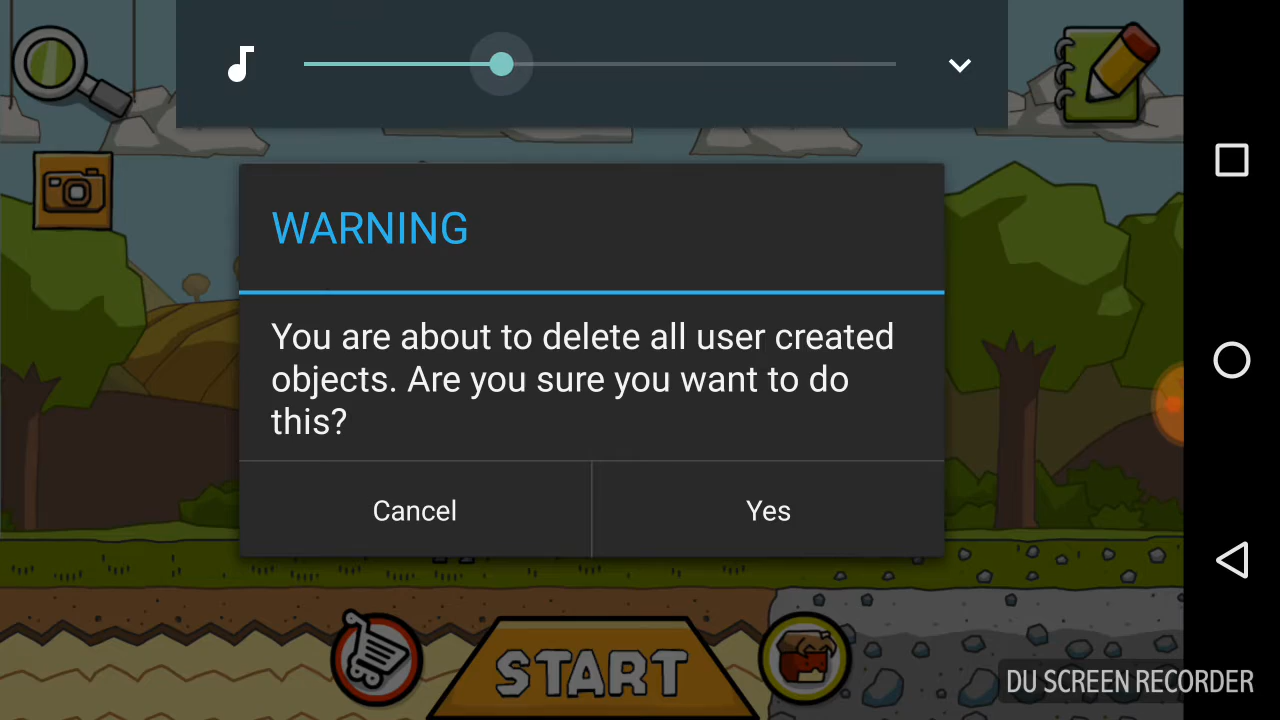 WARNING
You are about to delete all user created
objects. Are you sure you want to do
this?
Cancel
Yes
START
DU SCREEN RECORDER